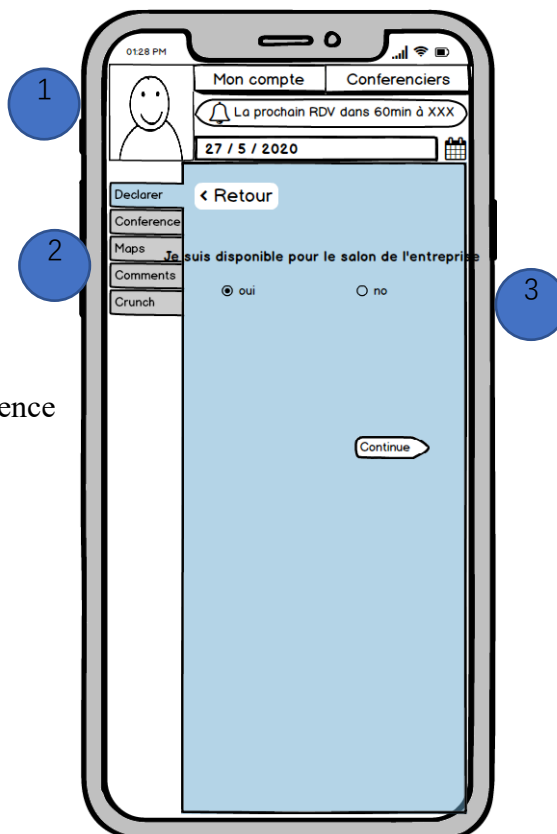 01:28 PM
1
Mon compte Conferenciers
La prochain RDV dans 60min à XXX
27 / 5 / 2020
Declarer
< Retour
Conference
Maps
2
Je suis disponible pour le salon de l'entreprise
Comments
oui no
3
Crunch
ence
Continue